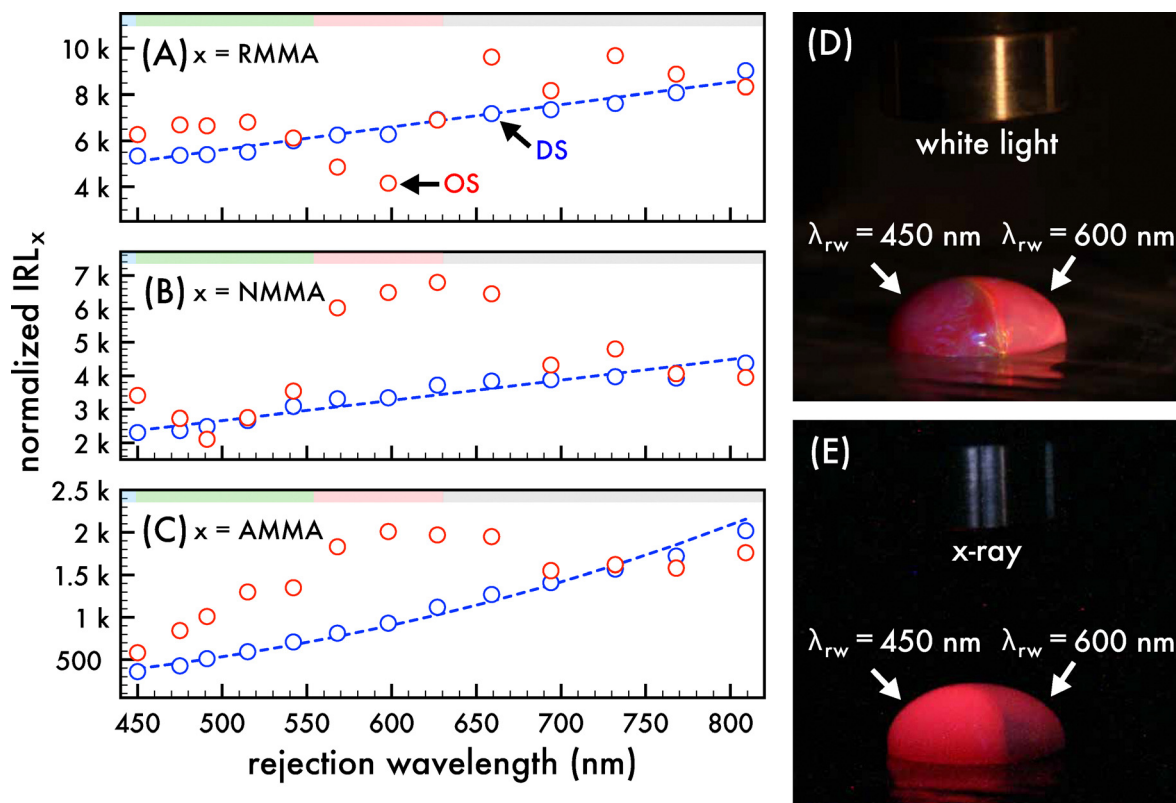 normalized IRLx
(A) x = RMMA
10 k
8 k
6 k
4 k
DS
OS
(B) x = NMMA
7 k
6 k
5 k
4 k
3 k
2 k
(C) x = AMMA
2.5 k
2 k
1.5 k
1 k
500
450 500 550 600 650 700 750 800
rejection wavelength (nm)
(D)
white light
λrw = 450 nm λrw = 600 nm
(E)
x-ray
λrw = 450 nm λrw = 600 nm